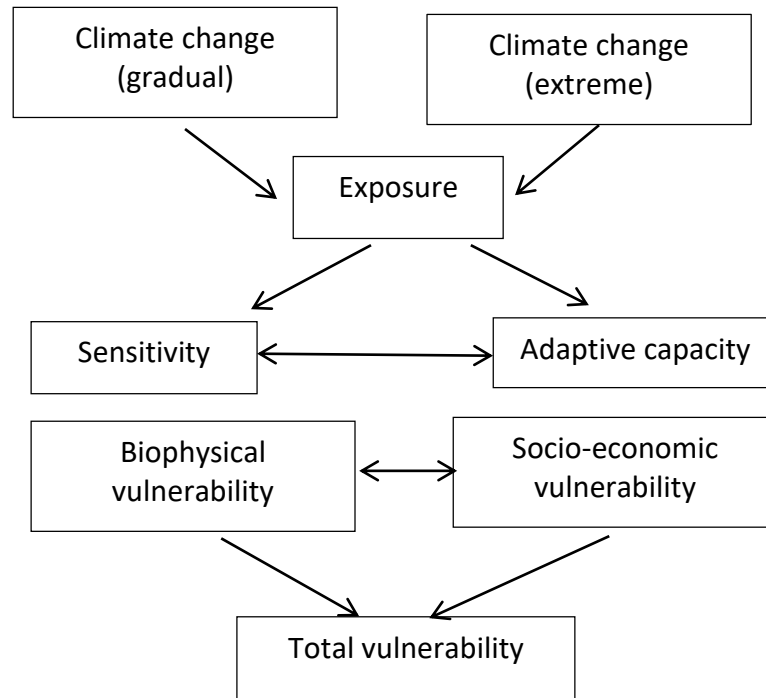 Climate change
(gradual)
Climate change
(extreme)
Exposure
Sensitivity
Adaptive capacity
Biophysical
vulnerability
Socio-economic
vulnerability
Total vulnerability